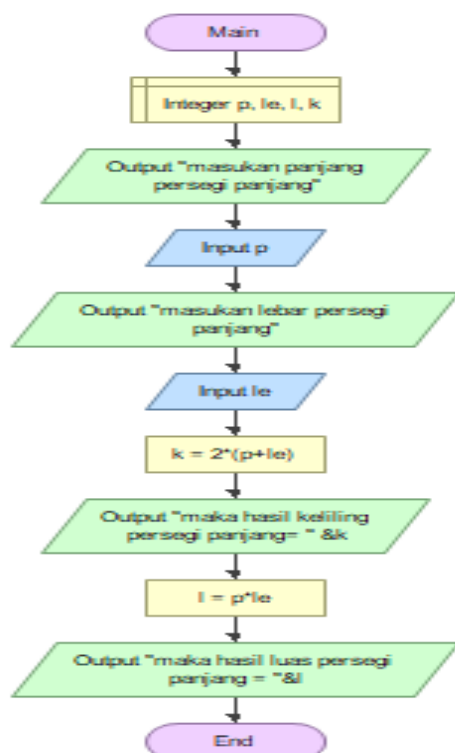 Main
Integer p, le, l, k
Output "masukan panjang
persegi panjang"
Input p
Output "masukan lebar persegi
panjang"
Input le
k = 2*(p+le)
Output "maka hasil keliling
persegi panjang= " &k
l = p*le
Output "maka hasil luas persegi
panjang = "&l
End